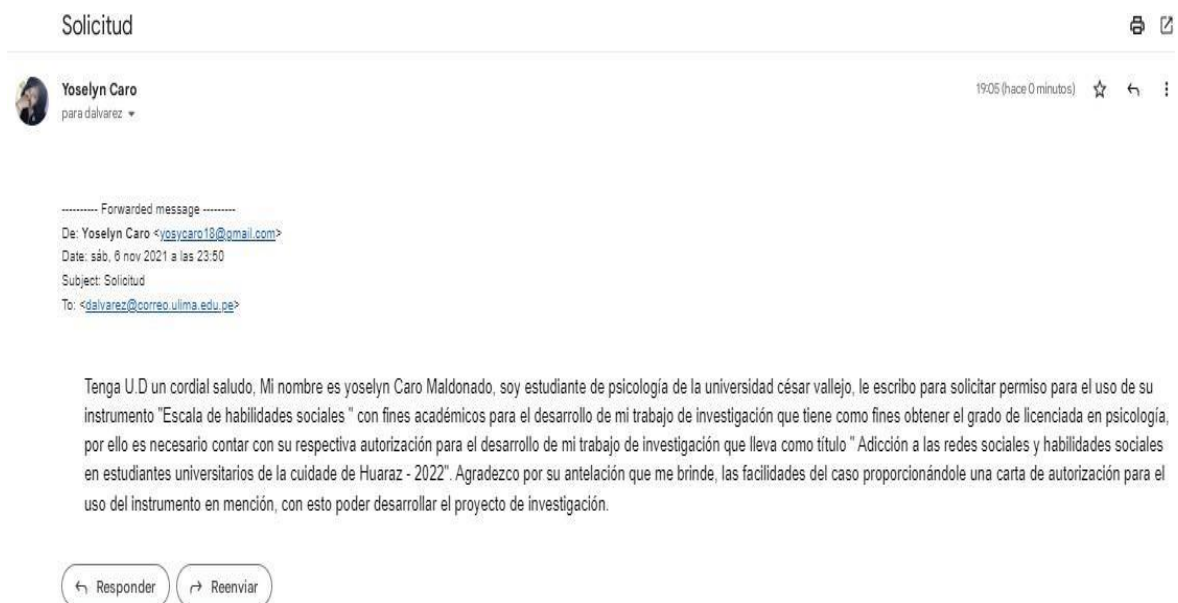 Solicitud
Yoselyn Caro
19:05 (hace 0 minutos)
para dalvarez
---------- Forwarded message ---------
De: Yoselyn Caro <yosycaro18@gmail.com>
Date: sáb, 6 nov 2021 a las 23:50
Subject: Solicitud
To: <dalvarez@correo.ulima.edu.pe>
Tenga U.D un cordial saludo, Mi nombre es yoselyn Caro Maldonado, soy estudiante de psicología de la universidad césar vallejo, le escribo para solicitar permiso para el uso de su
instrumento "Escala de habilidades sociales " con fines académicos para el desarrollo de mi trabajo de investigación que tiene como fines obtener el grado de licenciada en psicología,
por ello es necesario contar con su respectiva autorización para el desarrollo de mi trabajo de investigación que lleva como título " Adicción a las redes sociales y habilidades sociales
en estudiantes universitarios de la cuidade de Huaraz - 2022". Agradezco por su antelación que me brinde, las facilidades del caso proporcionándole una carta de autorización para el
uso del instrumento en mención, con esto poder desarrollar el proyecto de investigación.
Responder
Reenviar